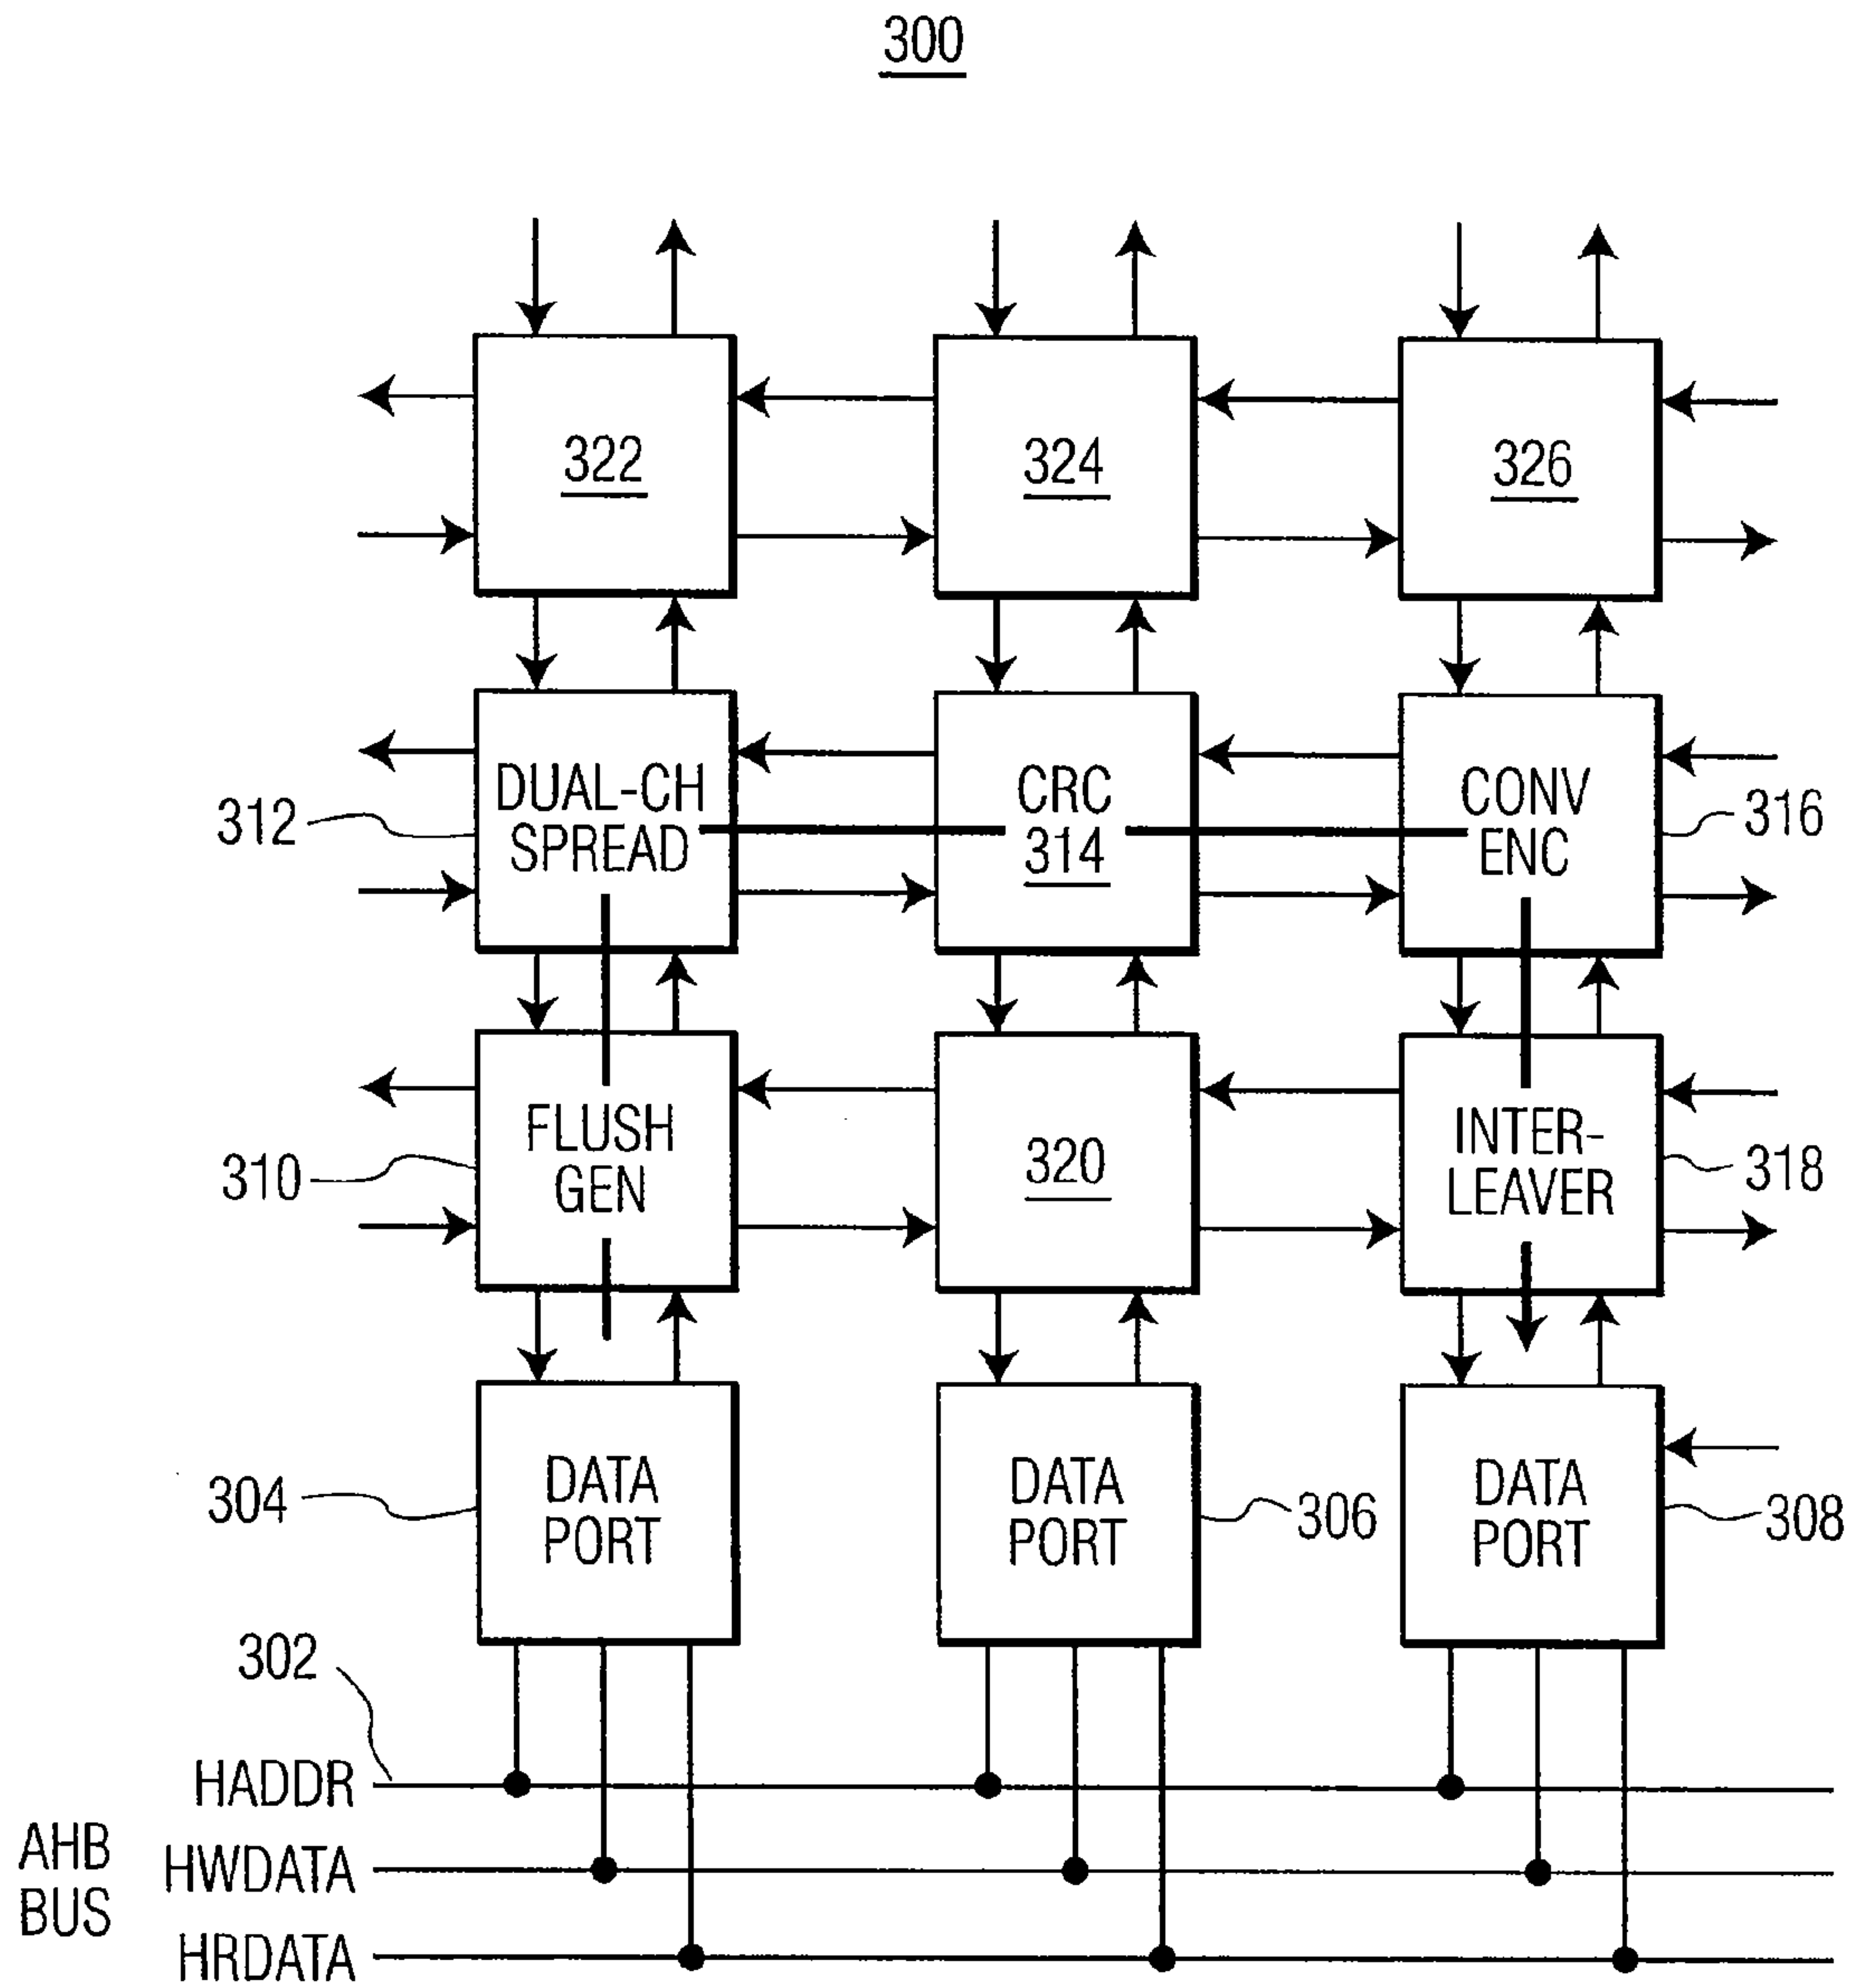 300
322
324
326
312
DUAL-CH
SPREAD
CRC
314
CONV
ENC
316
310
FLUSH
GEN
320
INTER-
LEAVER
318
304
DATA
PORT
DATA
PORT
306
DATA
PORT
308
302
HADDR
AHB
BUS
HWDATA
HRDATA